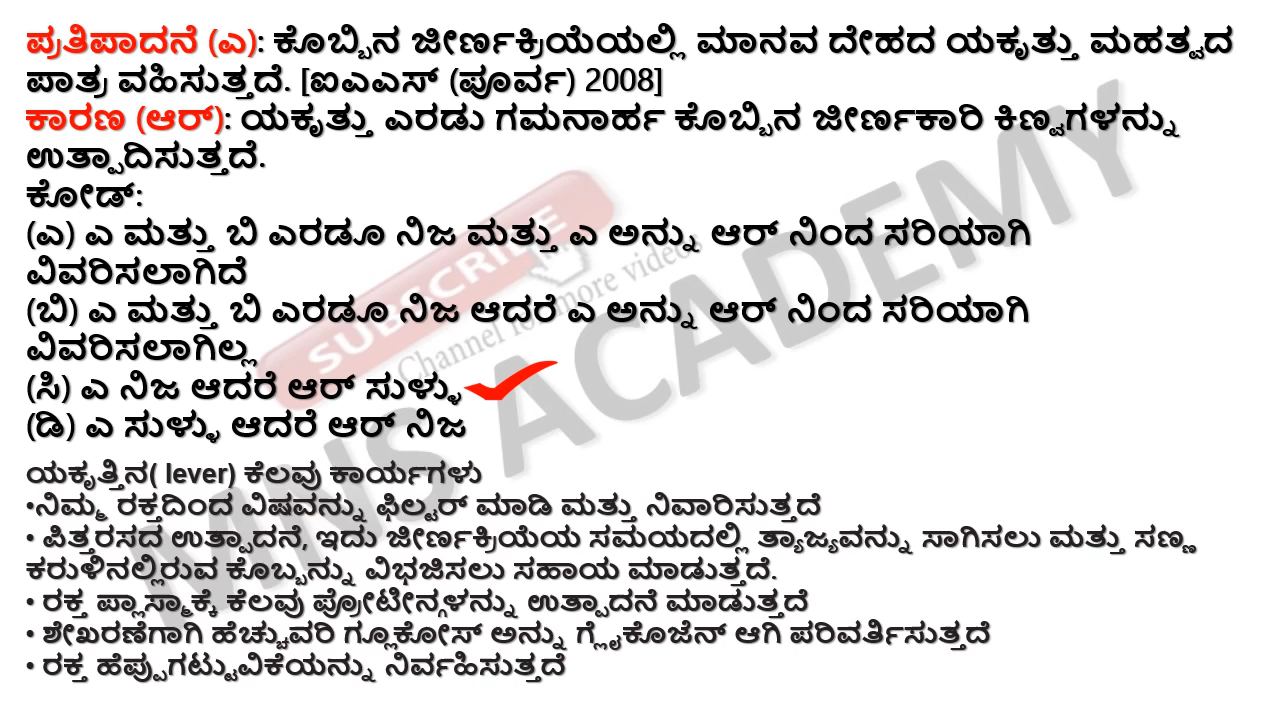 ಪ್ರತಿಪಾದನೆ (ಎ): ಕೊಬ್ಬಿನ ಜೀರ್ಣಕ್ರಿಯೆಯಲ್ಲಿ ಮಾನವ ದೇಹದ ಯಕೃತ್ತು ಮಹತ್ವದ
ಪಾತ್ರ ವಹಿಸುತ್ತದೆ. [ಐಎಎಸ್ (ಪೂರ್ವ) 2008]
ಕಾರಣ (ಆರ್): ಯಕೃತ್ತು ಎರಡು ಗಮನಾರ್ಹ ಕೊಬ್ಬಿನ ಜೀರ್ಣಕಾರಿ ಕಿಣ್ವಗಳನ್ನು
ಉತ್ಪಾದಿಸುತ್ತದೆ.
ಕೋಡ್:
(ಎ) ಎ ಮತ್ತು ಬಿ ಎರಡೂ ನಿಜ ಮತ್ತು ಎ ಅನ್ನು ಆರ್ ನಿಂದ ಸರಿಯಾಗಿ
ವಿವರಿಸಲಾಗಿದೆ
(ಬಿ) ಎ ಮತ್ತು ಬಿ ಎರಡೂ ನಿಜ ಆದರೆ ಎ ಅನ್ನು ಆರ್ ನಿಂದ ಸರಿಯಾಗಿ
ವಿವರಿಸಲಾಗಿಲ್ಲ
(ಸಿ) ಎ ನಿಜ ಆದರೆ ಆರ್ ಸುಳ್ಳು
(ಡಿ) ಎ ಸುಳ್ಳು ಆದರೆ ಆರ್ ನಿಜ
ಯಕೃತ್ತಿನ( lever) ಕೆಲವು ಕಾರ್ಯಗಳು
•ನಿಮ್ಮ ರಕ್ತದಿಂದ ವಿಷವನ್ನು ಫಿಲ್ಟರ್ ಮಾಡಿ ಮತ್ತು ನಿವಾರಿಸುತ್ತದೆ
• ಪಿತ್ತರಸದ ಉತ್ಪಾದನೆ, ಇದು ಜೀರ್ಣಕ್ರಿಯೆಯ ಸಮಯದಲ್ಲಿ ತ್ಯಾಜ್ಯವನ್ನು ಸಾಗಿಸಲು ಮತ್ತು ಸಣ್ಣ
ಕರುಳಿನಲ್ಲಿರುವ ಕೊಬ್ಬನ್ನು ವಿಭಜಿಸಲು ಸಹಾಯ ಮಾಡುತ್ತದೆ.
• ರಕ್ತ ಪ್ಲಾಸ್ಮಾಕ್ಕೆ ಕೆಲವು ಪ್ರೋಟೀನ್ಗಳನ್ನು ಉತ್ಪಾದನೆ ಮಾಡುತ್ತದೆ
• ಶೇಖರಣೆಗಾಗಿ ಹೆಚ್ಚುವರಿ ಗ್ಲೂಕೋಸ್ ಅನ್ನು ಗ್ಲೈಕೊಜೆನ್ ಆಗಿ ಪರಿವರ್ತಿಸುತ್ತದೆ
• ರಕ್ತ ಹೆಪ್ಪುಗಟ್ಟುವಿಕೆಯನ್ನು ನಿರ್ವಹಿಸುತ್ತದೆ
SUBSCRIBE
Channel for more videos
MNS ACADEMY